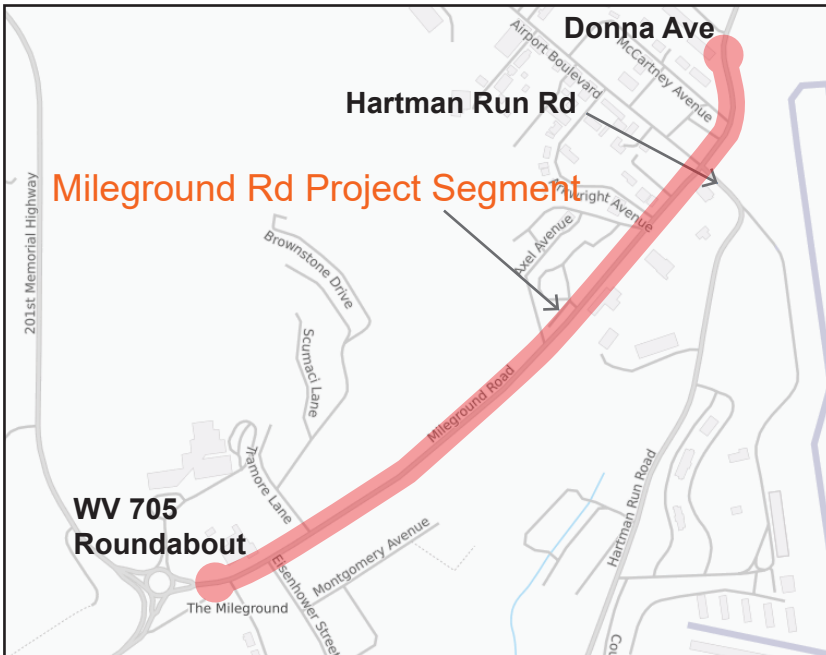 Donna Ave
Airport Boulevard
McCartney Avenue
Hartman Run Rd
Mileground Rd Project Segment
Avenue
Axel Avenue
201st Memorial Highway
Brownstone Drive
Scumaci Lane
Mileground Road
Tramore Lane
Hartman Run Road
WV 705
Roundabout
Montgomery Avenue
Eisenhower Street
The Mileground